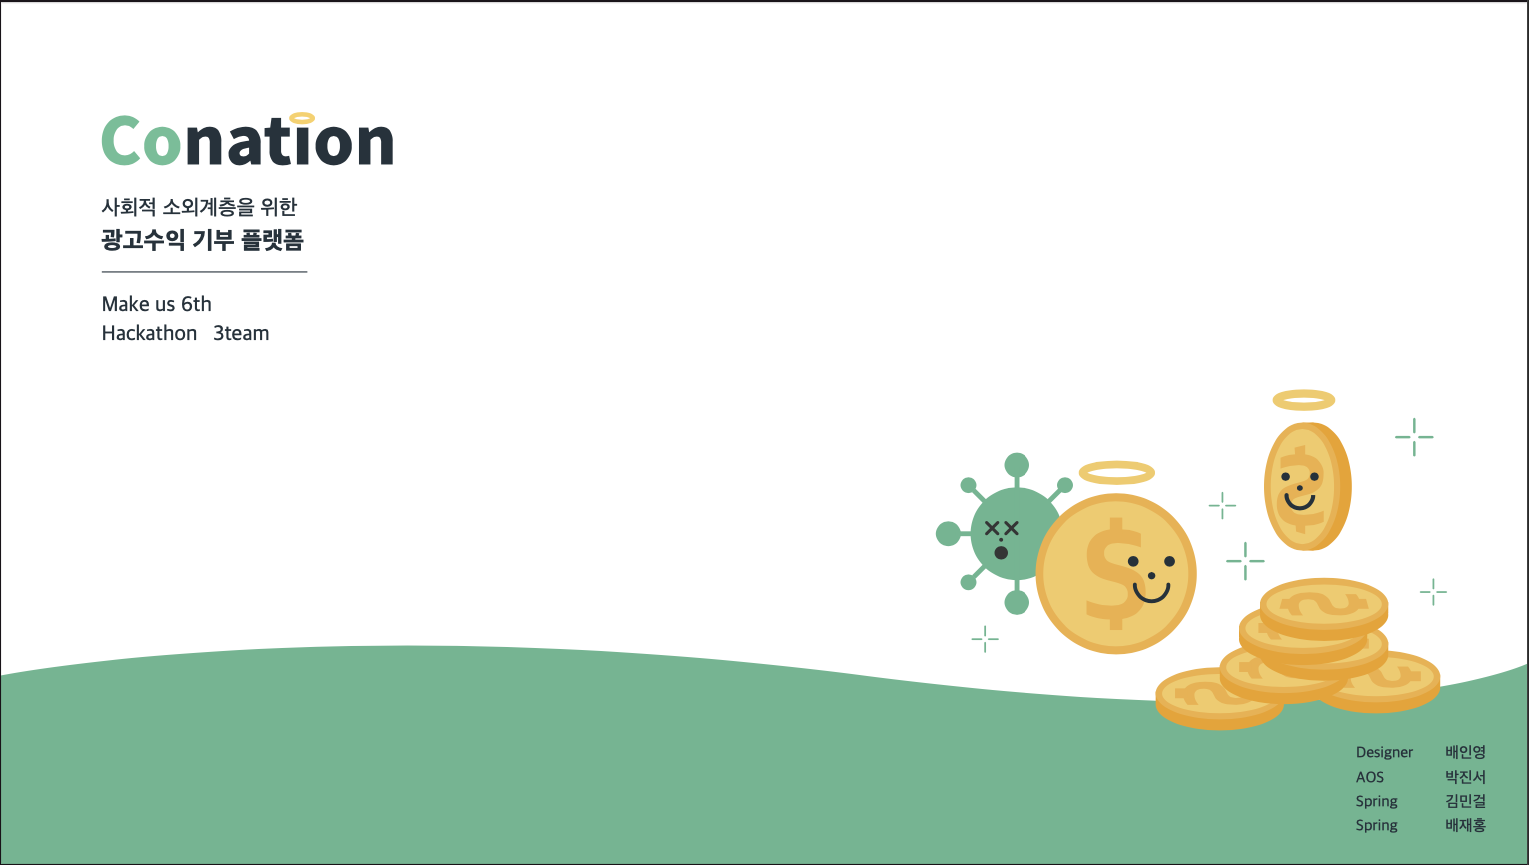 Conation
사회적 소외계층을 위한
광고수익 기부 플랫폼
Make us 6th
Hackathon 3team
$
$
Designer 배인영
AOS 박진서
Spring 김민걸
Spring 배재홍